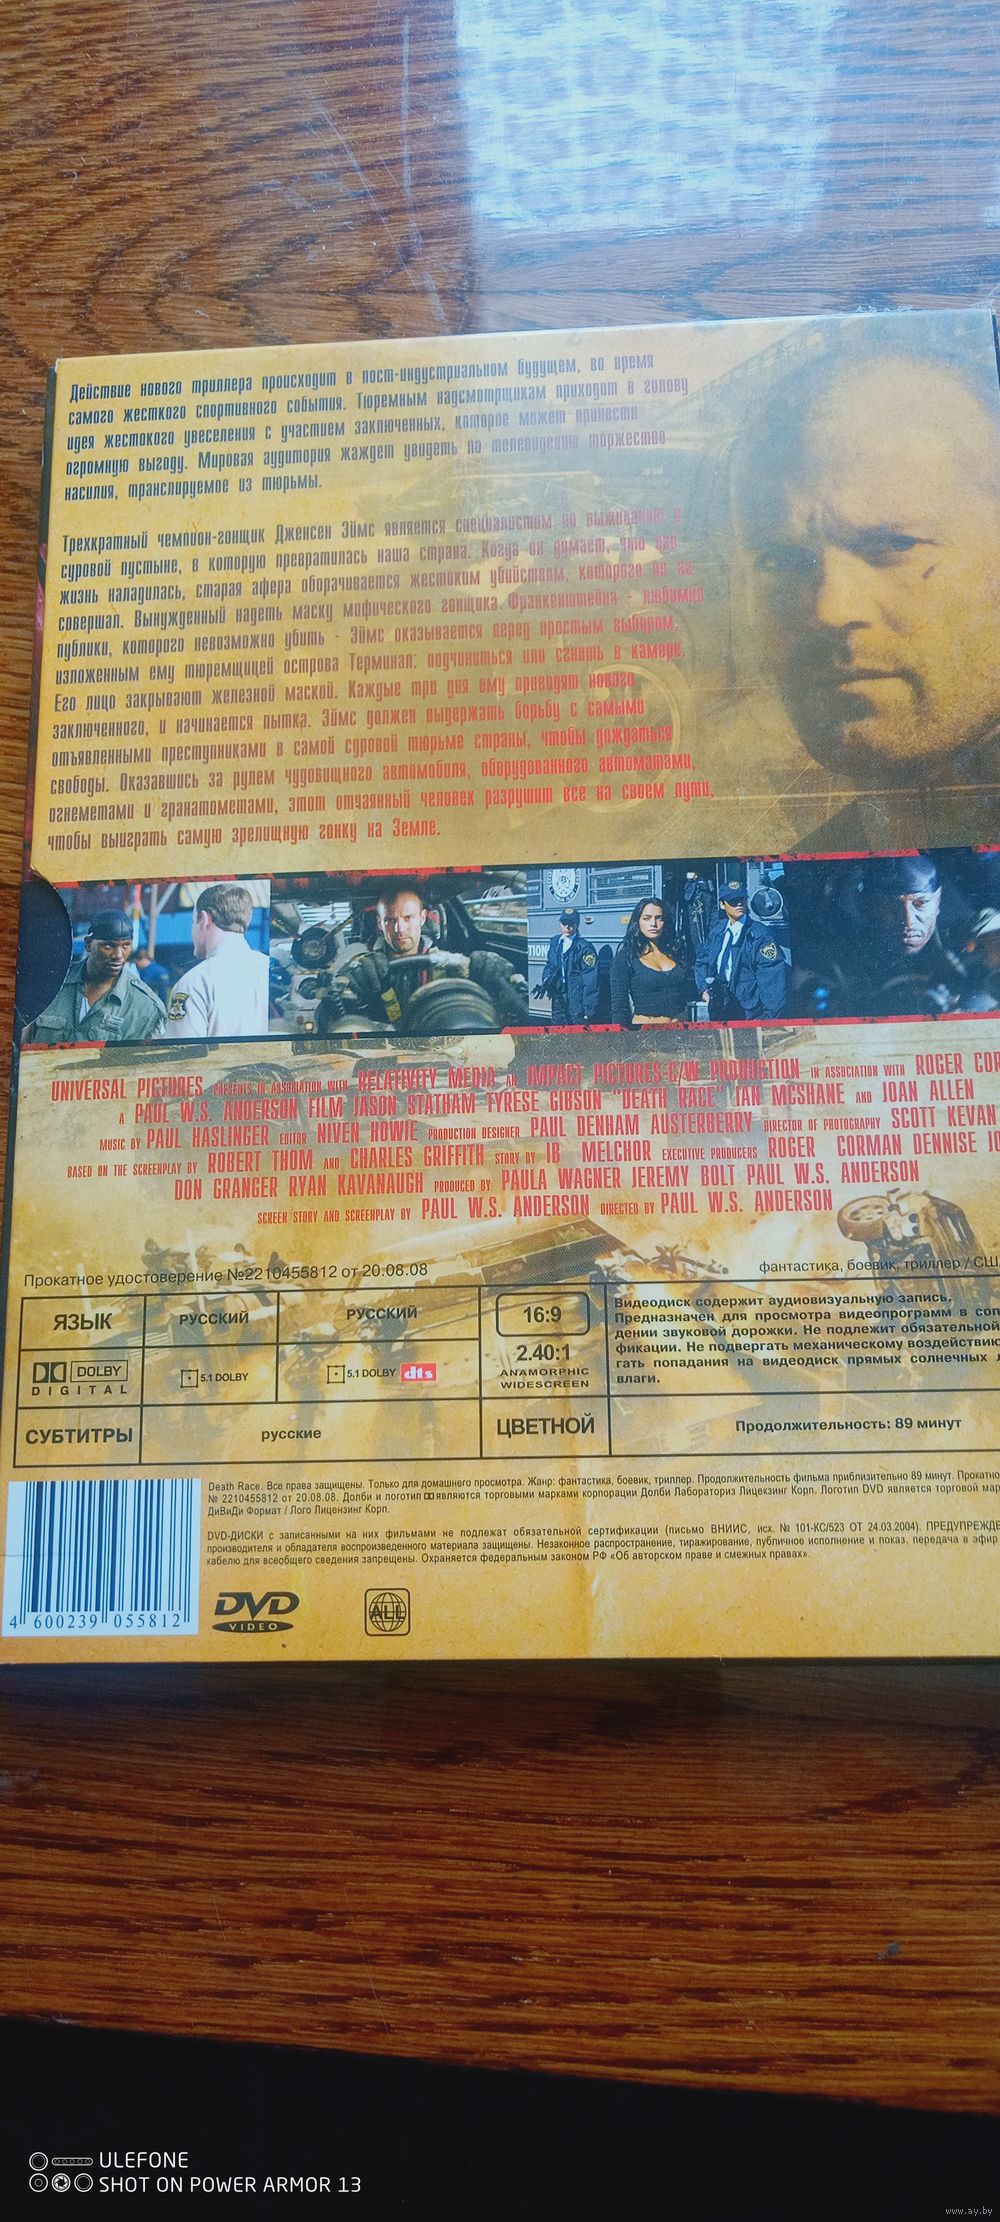 Действие нового триллера происходит в пост-индустриальном будущем, во время
самого жесткого спортивного события. Тюремным надсмотрщикам приходит в голову
идея жестокого увеселения с участием заключенных, которое может принести
огромную выгоду. Мировая аудитория жаждет увидеть по телевидению торжество
насилия, транслируемое из тюрьмы.
Трехкратный чемпион-гонщик Дженсен Эймс является специалистом по выживанию в
суровой пустыне, в которую превратилась наша страна. Когда он думает, что его
жизнь наладилась, старая афера оборачивается жестоким убийством, которого он не
совершал. Вынужденный надеть маску мифического гонщика Франкенштейна - любимца
публики, которого невозможно убить - Эймс оказывается перед простым выбором,
изложенным ему тюремщицей острова Терминал: подчиниться или сгнить в камере.
Его лицо закрывают железной маской. Каждые три дня ему приводят нового
заключенного, и начинается пытка. Эймс должен выдержать борьбу с самыми
отъявленными преступниками в самой суровой тюрьме страны, чтобы дождаться
свободы. Оказавшись за рулем чудовищного автомобиля, оборудованного автоматами,
огнеметами и гранатометами, этот отчаянный человек разрушит все на своем пути,
чтобы выиграть самую зрелищную гонку на Земле.
UNIVERSAL PICTURES PRESENTS IN ASSOCIATION WITH RELATIVITY MEDIA AN IMPACT PICTURES-C/W PRODUCTION IN ASSOCIATION WITH ROGER COR
A PAUL W.S. ANDERSON FILM JASON STATHAM TYRESE GIBSON "DEATH RACE" IAN MCSHANE AND JOAN ALLEN
MUSIC BY PAUL HASLINGER EDITOR NIVEN HOWIE PRODUCTION DESIGNER PAUL DENHAM AUSTERBERRY DIRECTOR OF PHOTOGRAPHY SCOTT KEVAN
BASED ON THE SCREENPLAY BY ROBERT THOM AND CHARLES GRIFFITH STORY BY IB MELCHOR EXECUTIVE PRODUCERS ROGER CORMAN DENNISE JO
DON GRANGER RYAN KAVANAUGH PRODUCED BY PAULA WAGNER JEREMY BOLT PAUL W.S. ANDERSON
SCREEN STORY AND SCREENPLAY BY PAUL W.S. ANDERSON DIRECTED BY PAUL W.S. ANDERSON
Прокатное удостоверение №2210455812 от 20.08.08
фантастика, боевик, триллер / США
ЯЗЫК РУССКИЙ РУССКИЙ 16:9
DOLBY DIGITAL 5.1 DOLBY 5.1 DOLBY dts
2.40:1
ANAMORPHIC
WIDESCREEN
СУБТИТРЫ русские ЦВЕТНОЙ
Видеодиск содержит аудиовизуальную запись.
Предназначен для просмотра видеопрограмм в соп
дении звуковой дорожки. Не подлежит обязательной
фикации. Не подвергать механическому воздействию
гать попадания на видеодиск прямых солнечных л
влаги.
Продолжительность: 89 минут
Death Race. Все права защищены. Только для домашнего просмотра. Жанр: фантастика, боевик, триллер. Продолжительность фильма приблизительно 89 минут. Прокатно
№ 2210455812 от 20.08.08. Долби и логотип являются торговыми марками корпорации Долби Лабораториз Лицекзинг Корп. Логотип DVD является торговой мар
ДиВиДи Формат / Лого Лицензинг Корп.
DVD-ДИСКИ с записанными на них фильмами не подлежат обязательной сертификации (письмо ВНИИС, исх. № 101-КС/523 ОТ 24.03.2004). ПРЕДУПРЕЖДЕ
производителя и обладателя воспроизведенного материала защищены. Незаконное распространение, тиражирование, публичное исполнение и показ, передача в эфир
кабелю для всеобщего сведения запрещены. Охраняется федеральным законом РФ «Об авторском праве и смежных правах».
4 600239 055812
DVD
VIDEO
ALL
ULEFONE
SHOT ON POWER ARMOR 13
www.ay.by